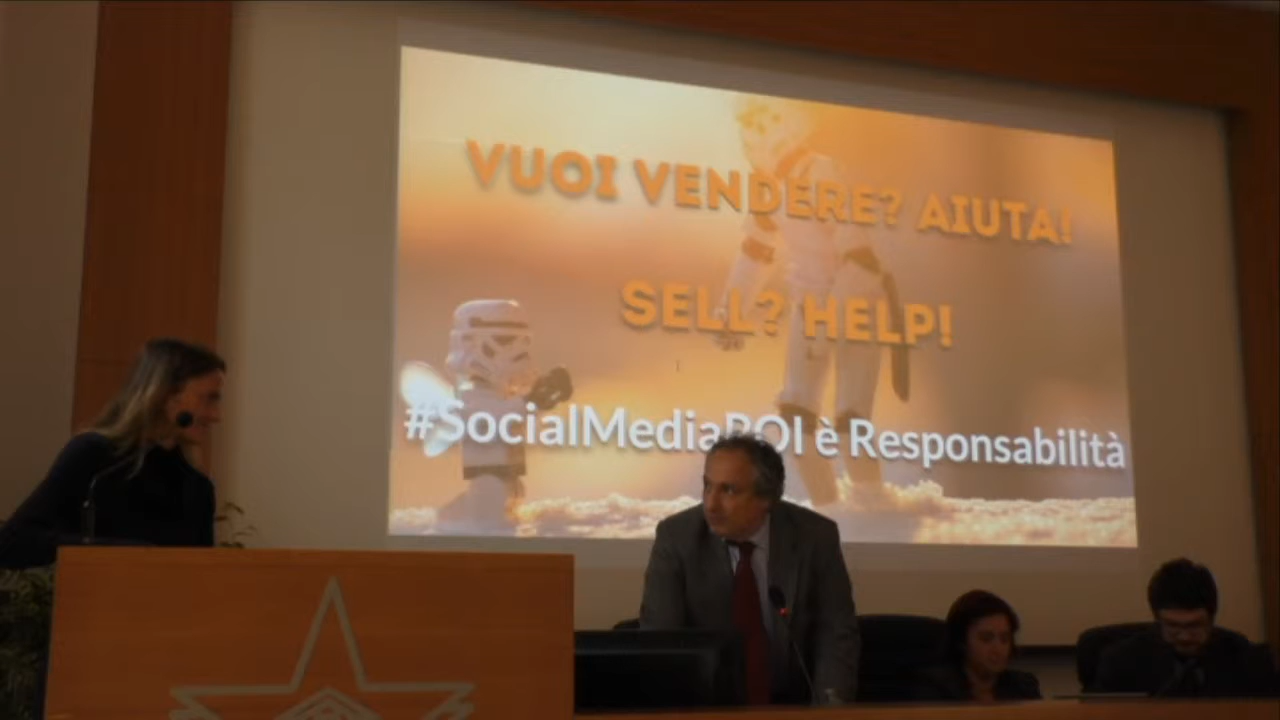 VUOI VENDERE? AIUTA!
SELL? HELP!
#SocialMediaROI è Responsabilità